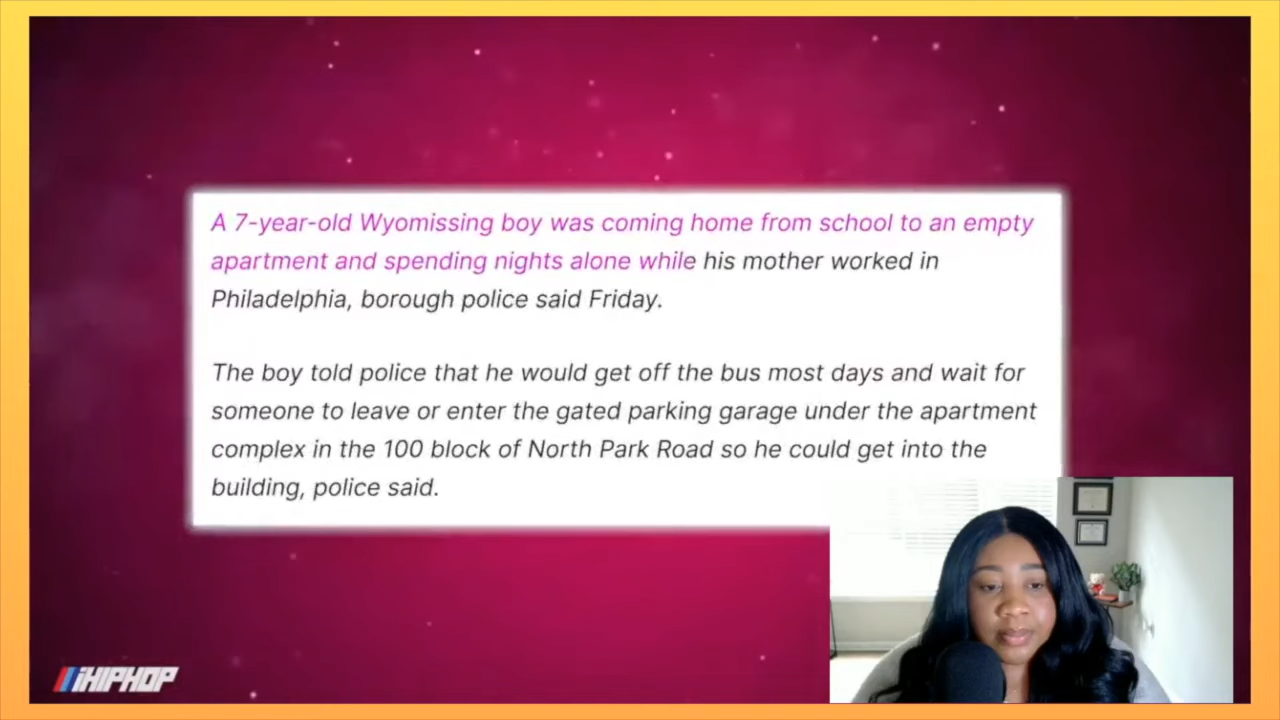 A 7-year-old Wyomissing boy was coming home from school to an empty
apartment and spending nights alone while his mother worked in
Philadelphia, borough police said Friday.
The boy told police that he would get off the bus most days and wait for
someone to leave or enter the gated parking garage under the apartment
complex in the 100 block of North Park Road so he could get into the
building, police said.
iHIPHOP